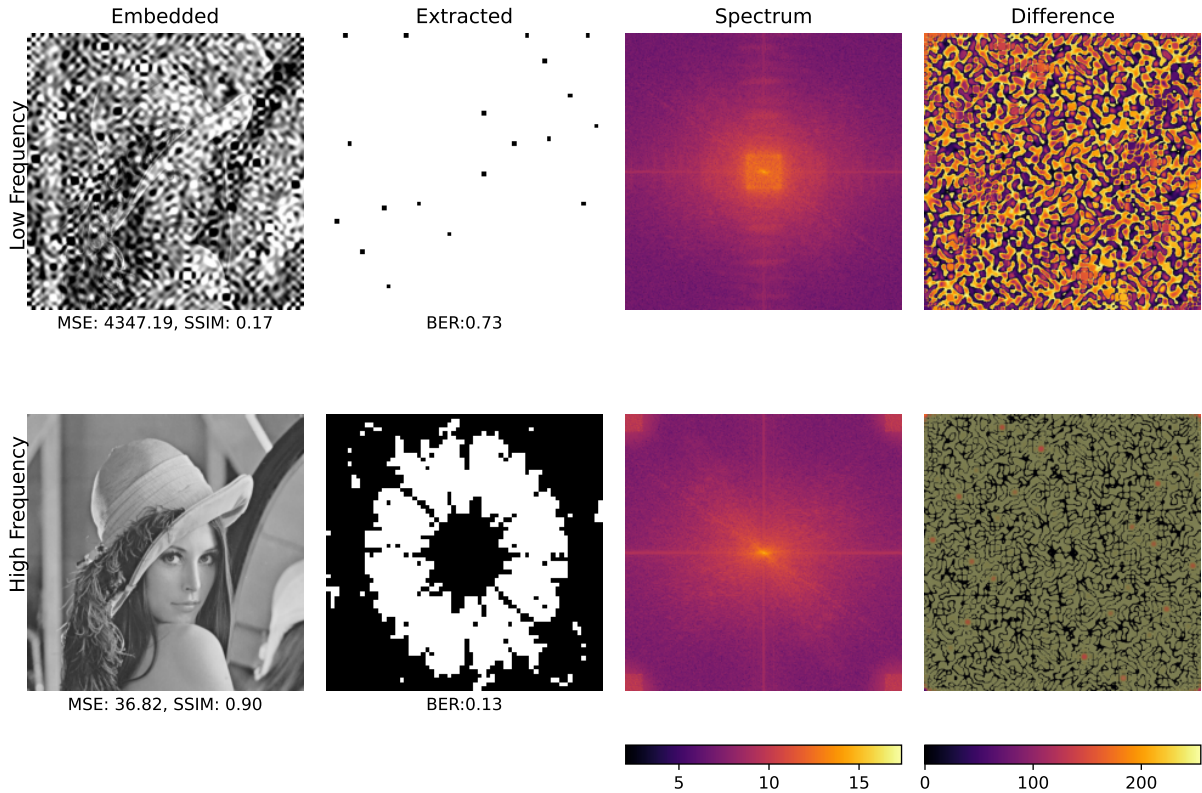 Embedded
Extracted
Spectrum
Difference
Low Frequency
MSE: 4347.19, SSIM: 0.17
BER:0.73
High Frequency
MSE: 36.82, SSIM: 0.90
BER:0.13
5
10
15
0
100
200